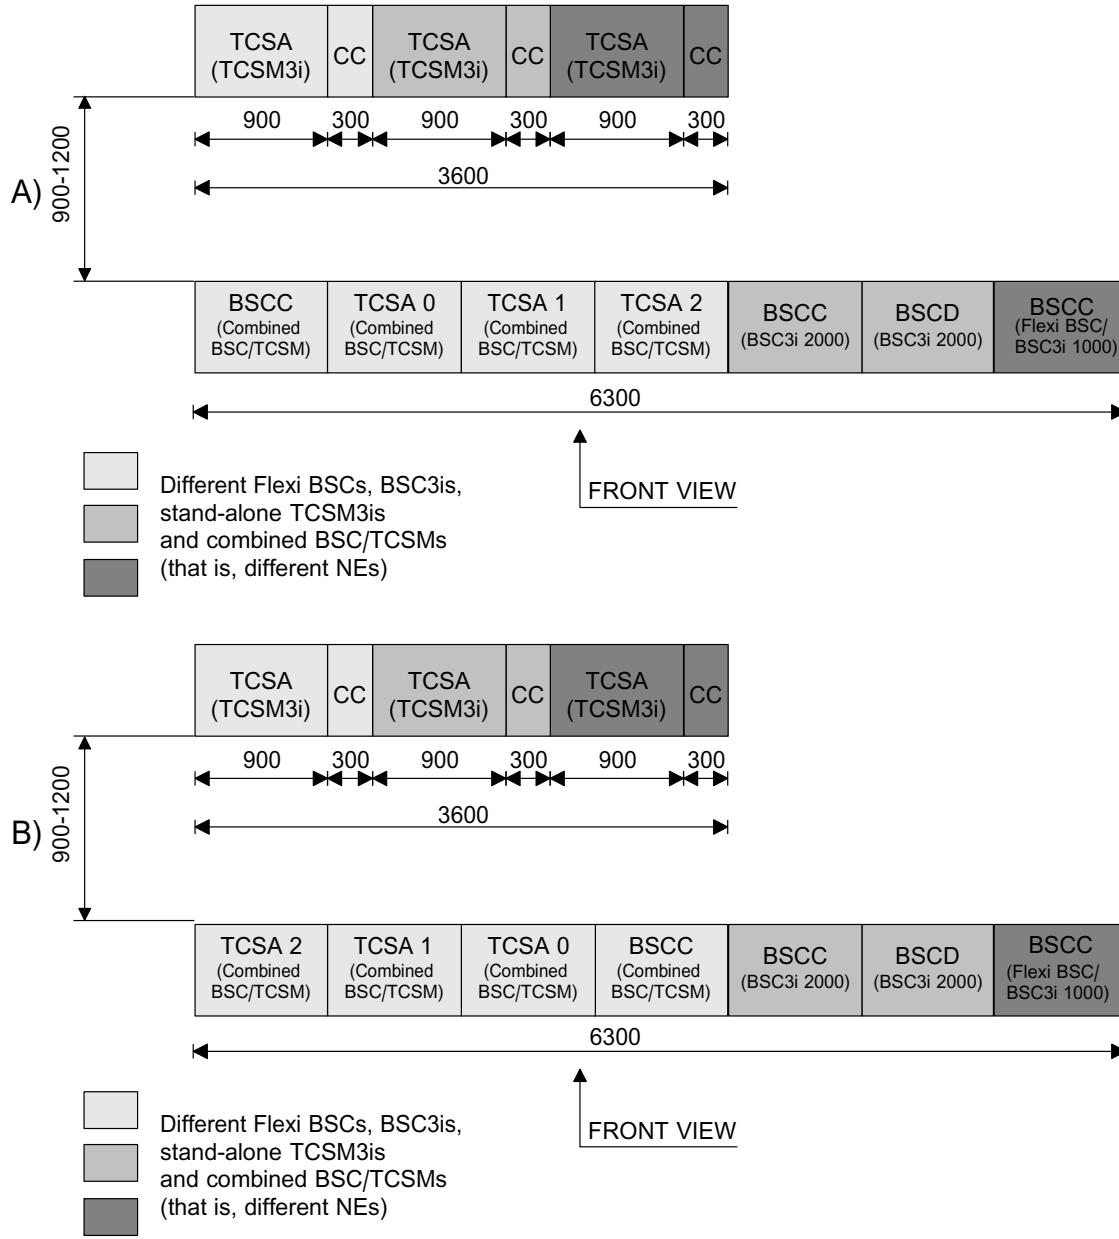 TCSA
(TCSM3i)
CC
TCSA
(TCSM3i)
CC
TCSA
(TCSM3i)
CC
900
300
900
300
900
300
3600
A)
900-1200
BSCC
(Combined
BSC/TCSM)
TCSA 0
(Combined
BSC/TCSM)
TCSA 1
(Combined
BSC/TCSM)
TCSA 2
(Combined
BSC/TCSM)
BSCC
(BSC3i 2000)
BSCD
(BSC3i 2000)
BSCC
(Flexi BSC/
BSC3i 1000)
6300
FRONT VIEW
Different Flexi BSCs, BSC3is,
stand-alone TCSM3is
and combined BSC/TCSMs
(that is, different NEs)
TCSA
(TCSM3i)
CC
TCSA
(TCSM3i)
CC
TCSA
(TCSM3i)
CC
900
300
900
300
900
300
3600
B)
900-1200
TCSA 2
(Combined
BSC/TCSM)
TCSA 1
(Combined
BSC/TCSM)
TCSA 0
(Combined
BSC/TCSM)
BSCC
(Combined
BSC/TCSM)
BSCC
(BSC3i 2000)
BSCD
(BSC3i 2000)
BSCC
(Flexi BSC/
BSC3i 1000)
6300
FRONT VIEW
Different Flexi BSCs, BSC3is,
stand-alone TCSM3is
and combined BSC/TCSMs
(that is, different NEs)